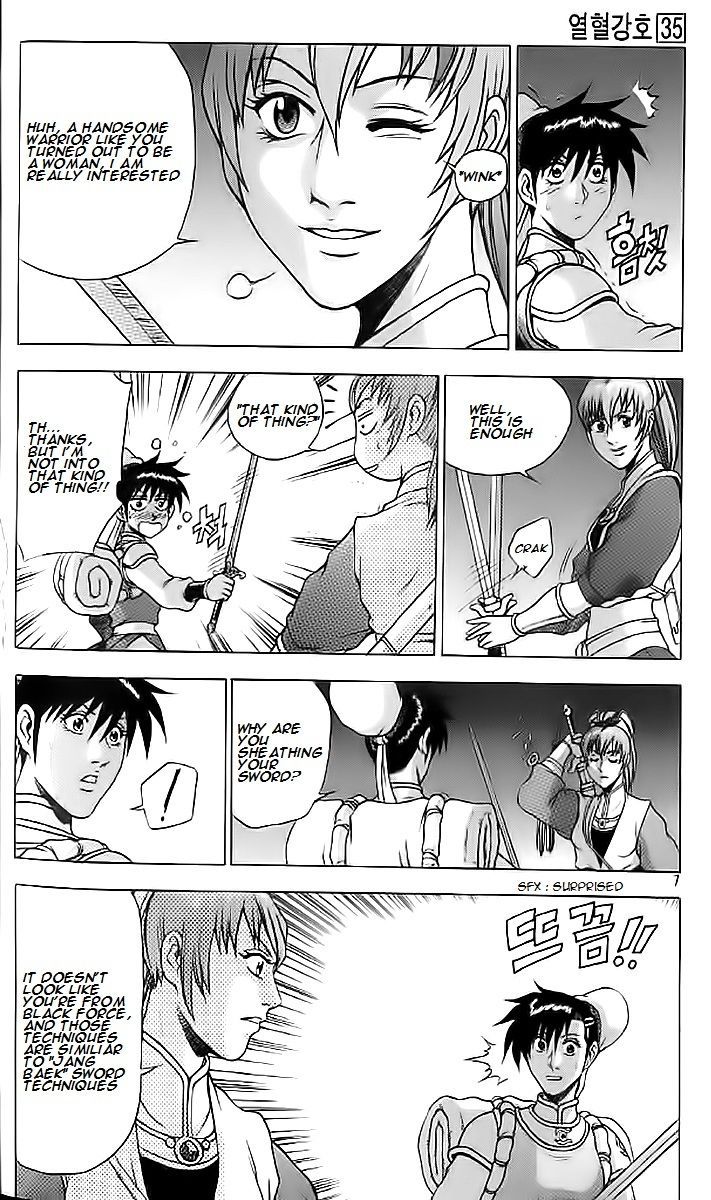 열혈강호 35
HUH, A HANDSOME
WARRIOR LIKE YOU
TURNED OUT TO BE
A WOMAN, I AM
REALLY INTERESTED
"WINK"
흠칫
TH...
THANKS,
BUT I'M
NOT INTO
THAT KIND
OF THING!!
척
"THAT KIND
OF THING?"
WELL,
THIS IS
ENOUGH
CRAK
!
WHY ARE
YOU
SHEATHING
YOUR
SWORD?
7
SFX : SURPRISED
뜨끔!!
IT DOESN'T
LOOK LIKE
YOU'RE FROM
BLACK FORCE,
AND THOSE
TECHNIQUES
ARE SIMILIAR
TO "JANG
BAEK" SWORD
TECHNIQUES